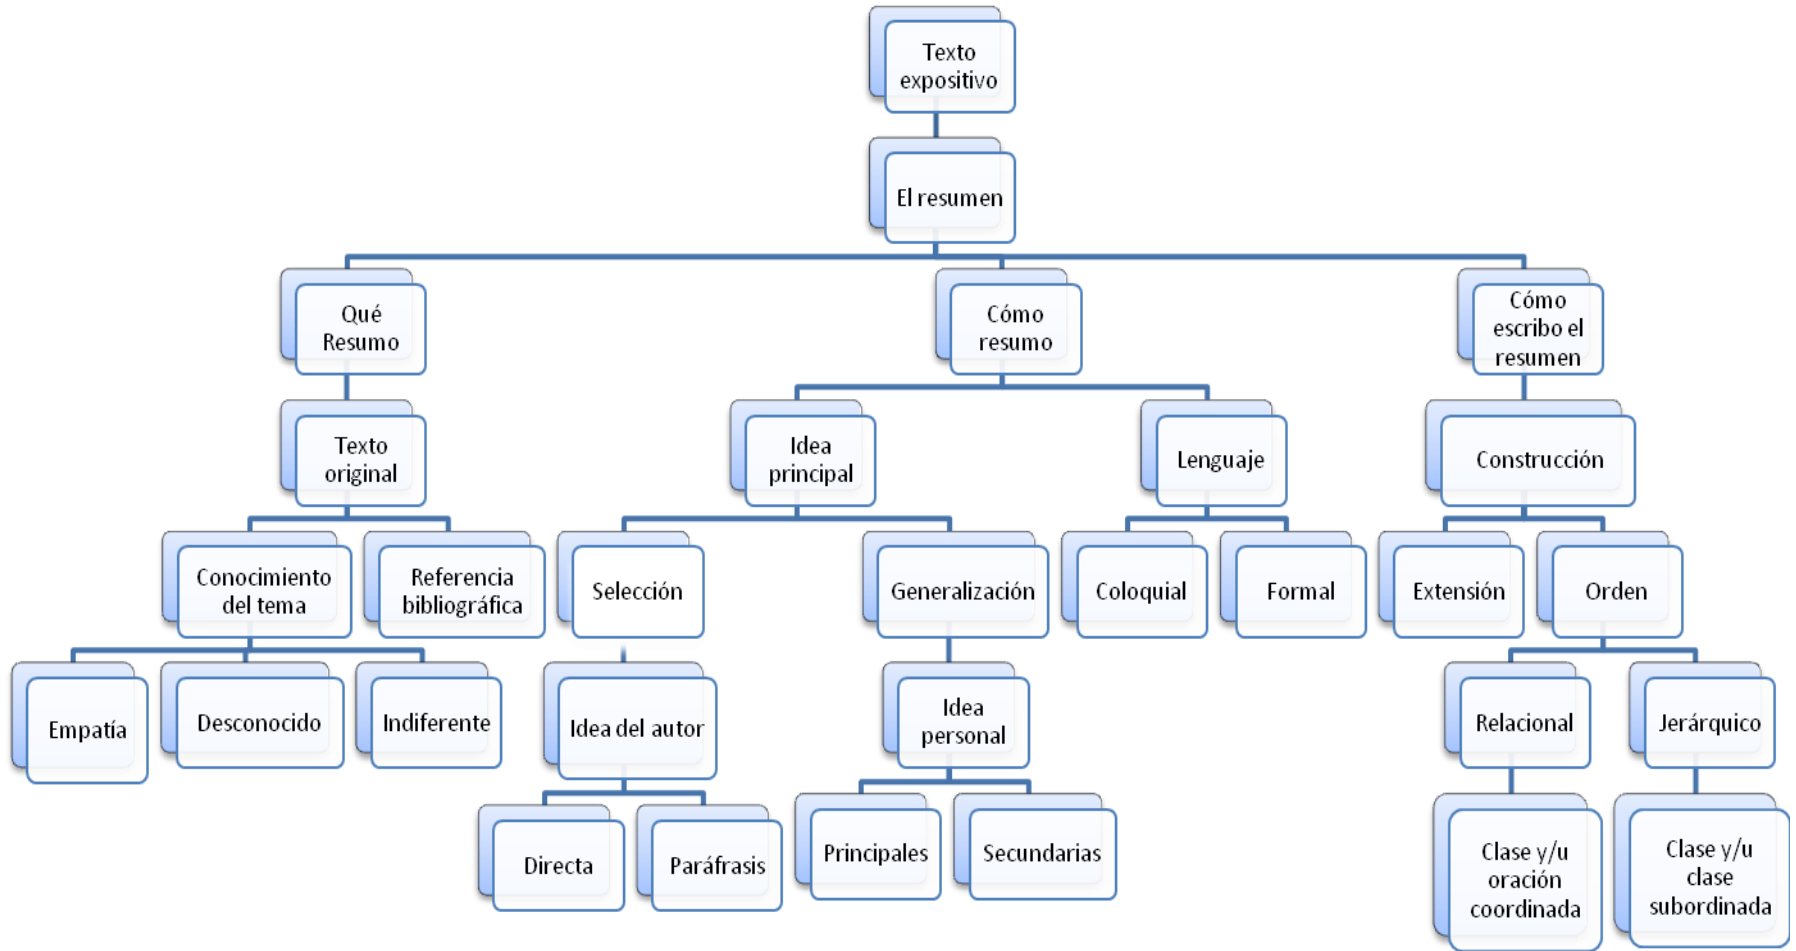 Texto
expositivo
El resumen
Qué
Resumo
Cómo
resumo
Cómo
escribo el
resumen
Texto
original
Idea
principal
Lenguaje
Construcción
Conocimiento
del tema
Referencia
bibliográfica
Selección
Generalización
Coloquial
Formal
Extensión
Orden
Empatía
Desconocido
Indiferente
Idea del autor
Idea
personal
Relacional
Jerárquico
Directa
Paráfrasis
Principales
Secundarias
Clase y/u
oración
coordinada
Clase y/u
clase
subordinada